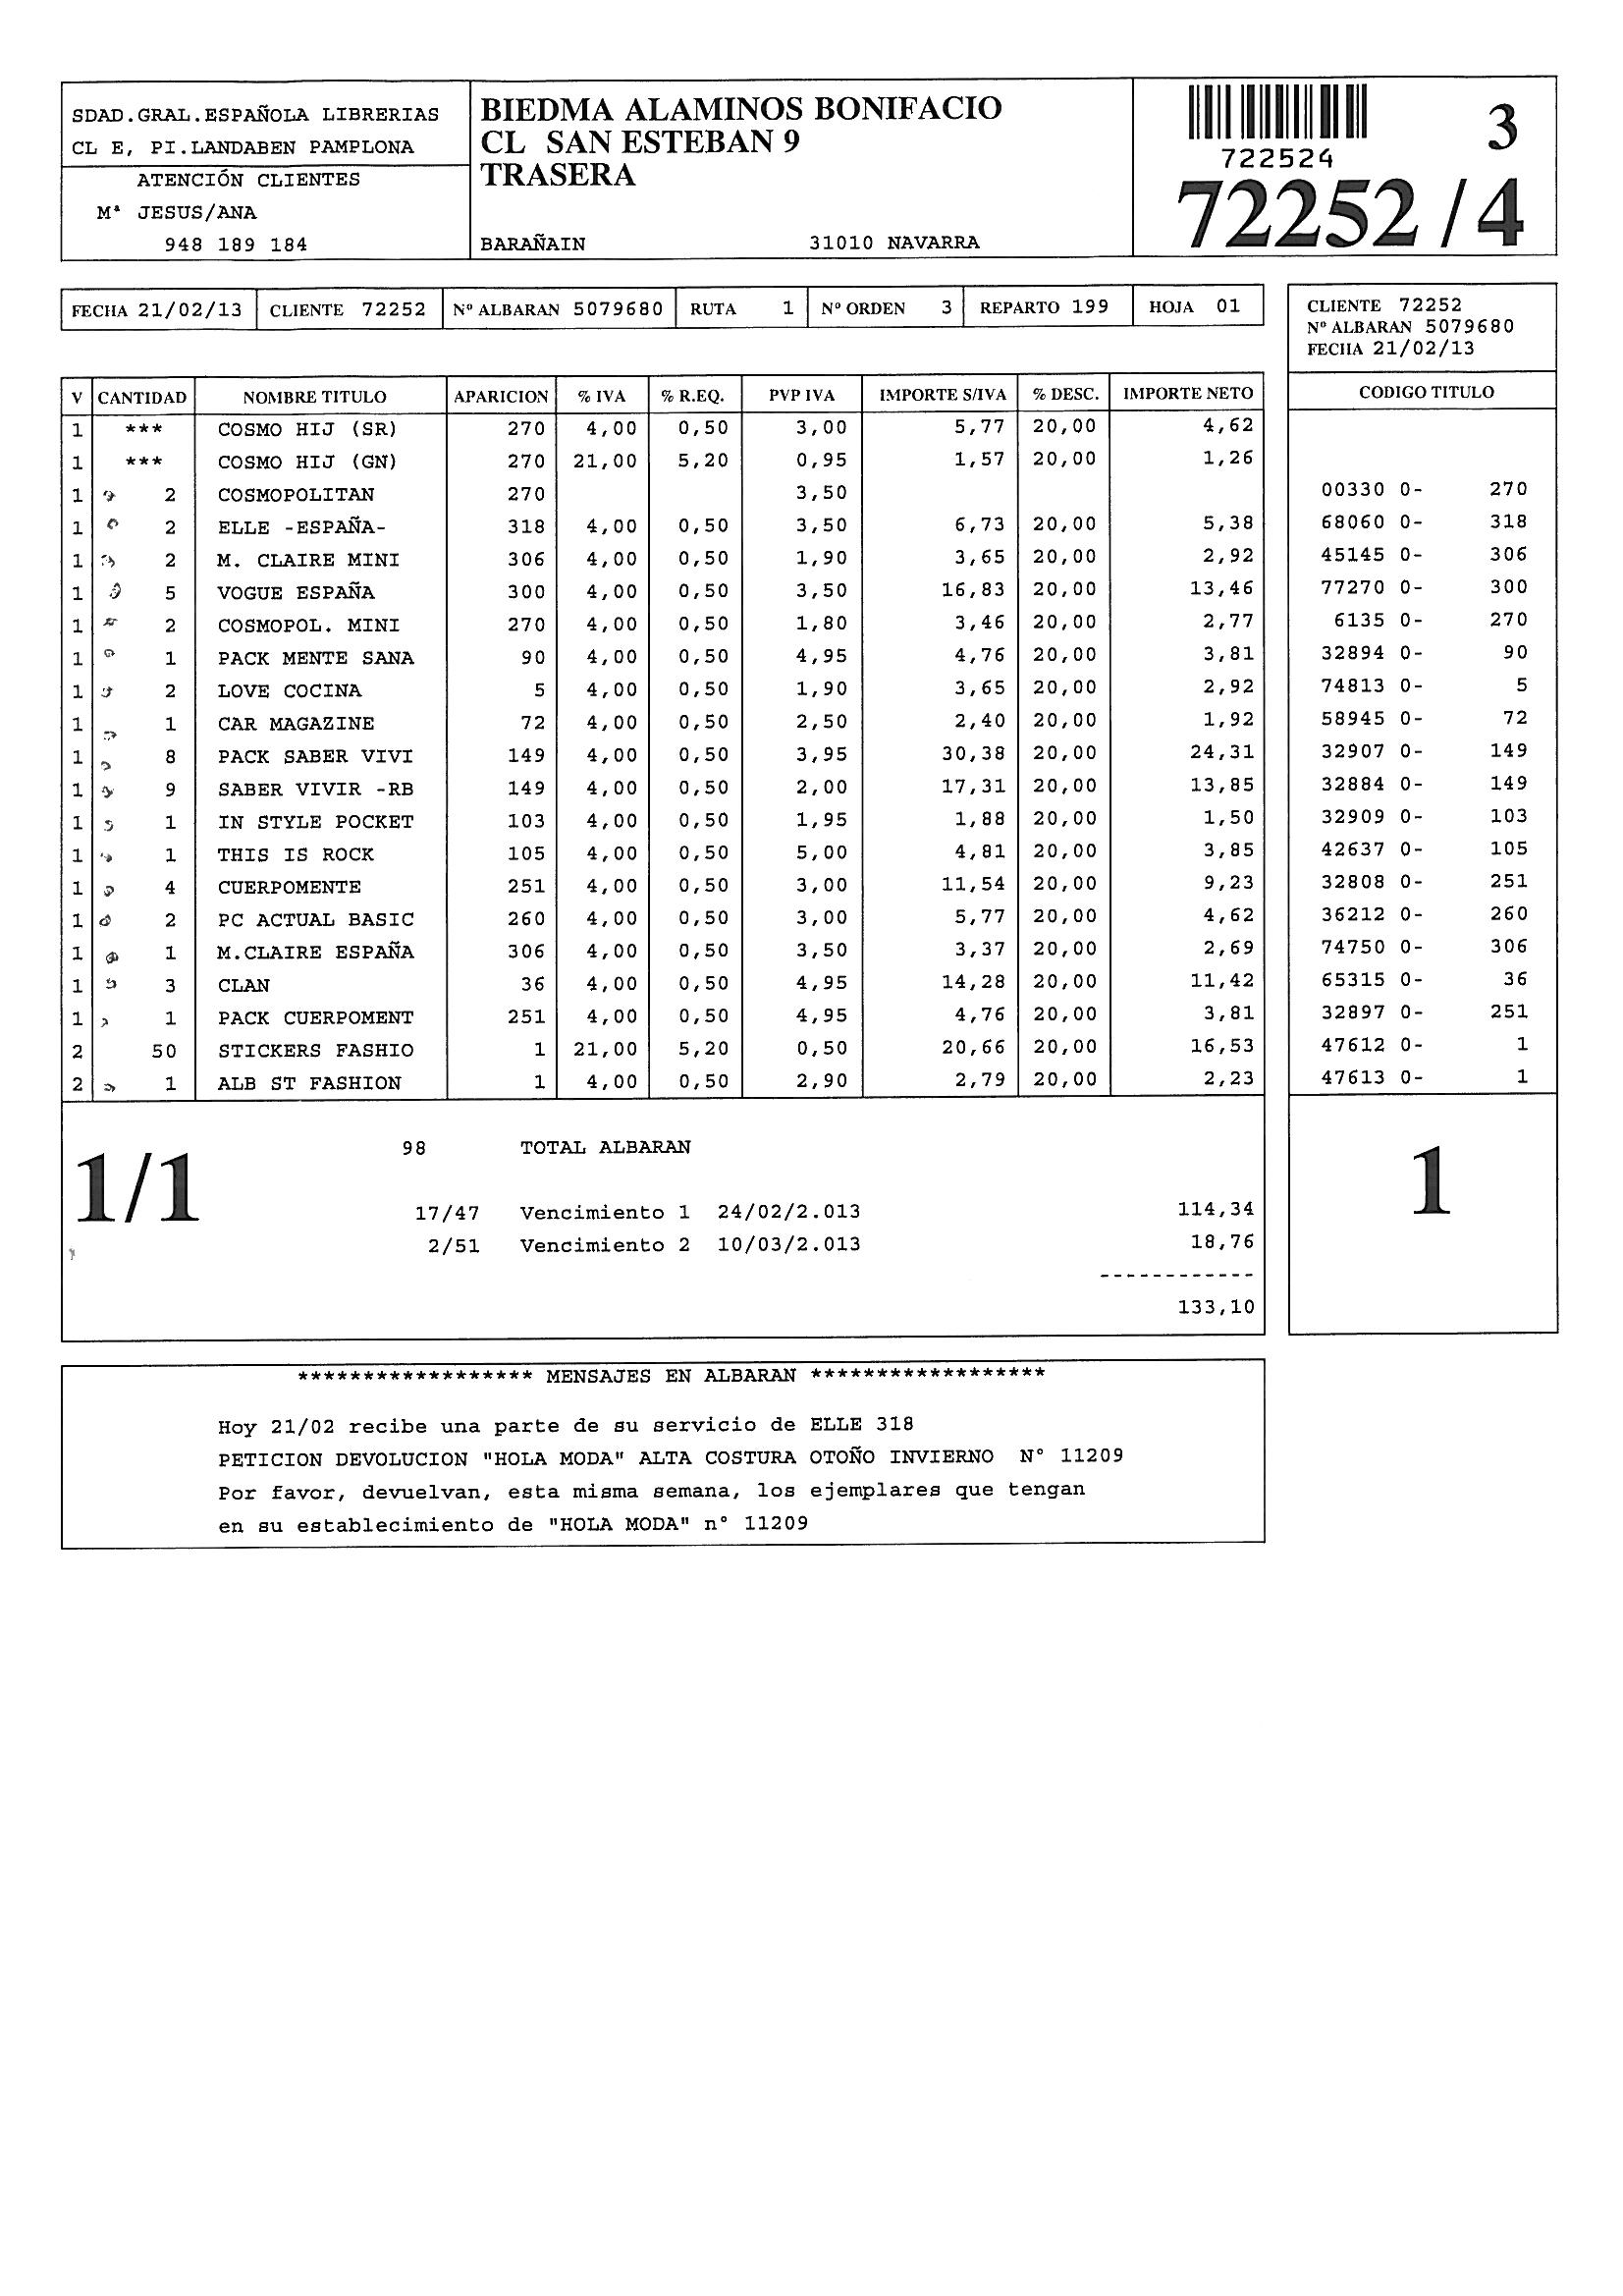 SDAD.GRAL.ESPAÑOLA LIBRERIAS
CL E, PI.LANDABEN PAMPLONA
ATENCIÓN CLIENTES
Mª JESUS/ANA
948 189 184
BIEDMA ALAMINOS BONIFACIO
CL SAN ESTEBAN 9
TRASERA
BARAÑAIN 31010 NAVARRA
3
722524
72252 / 4
FECHA 21/02/13 CLIENTE 72252 Nº ALBARAN 5079680 RUTA 1 Nº ORDEN 3 REPARTO 199 HOJA 01
CLIENTE 72252
Nº ALBARAN 5079680
FECHA 21/02/13
V CANTIDAD NOMBRE TITULO APARICION % IVA % R.EQ. PVP IVA IMPORTE S/IVA % DESC. IMPORTE NETO CODIGO TITULO
1 *** COSMO HIJ (SR) 270 4,00 0,50 3,00 5,77 20,00 4,62
1 *** COSMO HIJ (GN) 270 21,00 5,20 0,95 1,57 20,00 1,26
1 2 COSMOPOLITAN 270 3,50 00330 0- 270
1 2 ELLE -ESPAÑA- 318 4,00 0,50 3,50 6,73 20,00 5,38 68060 0- 318
1 2 M. CLAIRE MINI 306 4,00 0,50 1,90 3,65 20,00 2,92 45145 0- 306
1 5 VOGUE ESPAÑA 300 4,00 0,50 3,50 16,83 20,00 13,46 77270 0- 300
1 2 COSMOPOL. MINI 270 4,00 0,50 1,80 3,46 20,00 2,77 6135 0- 270
1 1 PACK MENTE SANA 90 4,00 0,50 4,95 4,76 20,00 3,81 32894 0- 90
1 2 LOVE COCINA 5 4,00 0,50 1,90 3,65 20,00 2,92 74813 0- 5
1 1 CAR MAGAZINE 72 4,00 0,50 2,50 2,40 20,00 1,92 58945 0- 72
1 8 PACK SABER VIVI 149 4,00 0,50 3,95 30,38 20,00 24,31 32907 0- 149
1 9 SABER VIVIR -RB 149 4,00 0,50 2,00 17,31 20,00 13,85 32884 0- 149
1 1 IN STYLE POCKET 103 4,00 0,50 1,95 1,88 20,00 1,50 32909 0- 103
1 1 THIS IS ROCK 105 4,00 0,50 5,00 4,81 20,00 3,85 42637 0- 105
1 4 CUERPOMENTE 251 4,00 0,50 3,00 11,54 20,00 9,23 32808 0- 251
1 2 PC ACTUAL BASIC 260 4,00 0,50 3,00 5,77 20,00 4,62 36212 0- 260
1 1 M.CLAIRE ESPAÑA 306 4,00 0,50 3,50 3,37 20,00 2,69 74750 0- 306
1 3 CLAN 36 4,00 0,50 4,95 14,28 20,00 11,42 65315 0- 36
1 1 PACK CUERPOMENT 251 4,00 0,50 4,95 4,76 20,00 3,81 32897 0- 251
2 50 STICKERS FASHIO 1 21,00 5,20 0,50 20,66 20,00 16,53 47612 0- 1
2 1 ALB ST FASHION 1 4,00 0,50 2,90 2,79 20,00 2,23 47613 0- 1
98 TOTAL ALBARAN
1/1
1
17/47 Vencimiento 1 24/02/2.013 114,34
2/51 Vencimiento 2 10/03/2.013 18,76
------------
133,10
****************** MENSAJES EN ALBARAN ******************
Hoy 21/02 recibe una parte de su servicio de ELLE 318
PETICION DEVOLUCION "HOLA MODA" ALTA COSTURA OTOÑO INVIERNO N° 11209
Por favor, devuelvan, esta misma semana, los ejemplares que tengan
en su establecimiento de "HOLA MODA" n° 11209